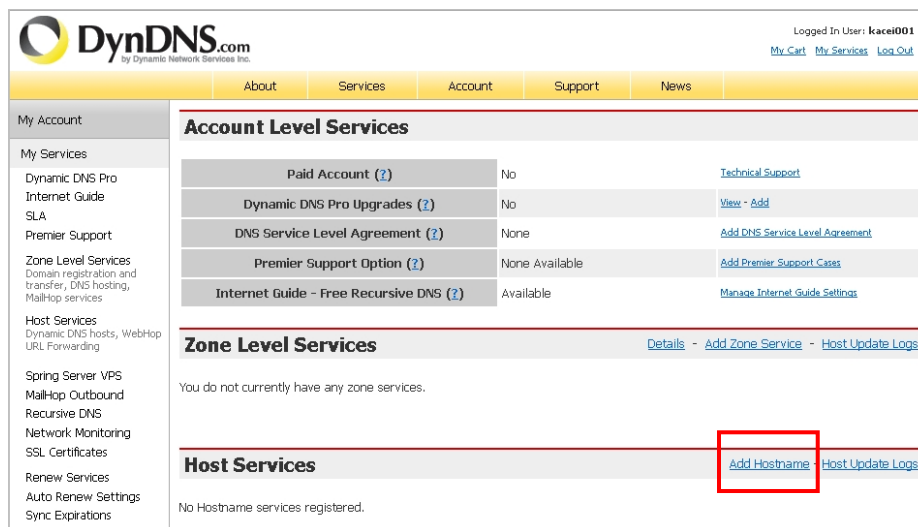 DynDNS.com
by Dynamic Network Services Inc.
Logged In User: kacei001
My Cart My Services Log Out
About Services Account Support News
My Account
My Services
Dynamic DNS Pro
Internet Guide
SLA
Premier Support
Zone Level Services
Domain registration and
transfer, DNS hosting,
MailHop services
Host Services
Dynamic DNS hosts, WebHop
URL Forwarding
Spring Server VPS
MailHop Outbound
Recursive DNS
Network Monitoring
SSL Certificates
Renew Services
Auto Renew Settings
Sync Expirations
Account Level Services
Paid Account (?) No Technical Support
Dynamic DNS Pro Upgrades (?) No View - Add
DNS Service Level Agreement (?) None Add DNS Service Level Agreement
Premier Support Option (?) None Available Add Premier Support Cases
Internet Guide - Free Recursive DNS (?) Available Manage Internet Guide Settings
Zone Level Services Details - Add Zone Service - Host Update Logs
You do not currently have any zone services.
Host Services Add Hostname - Host Update Logs
No Hostname services registered.